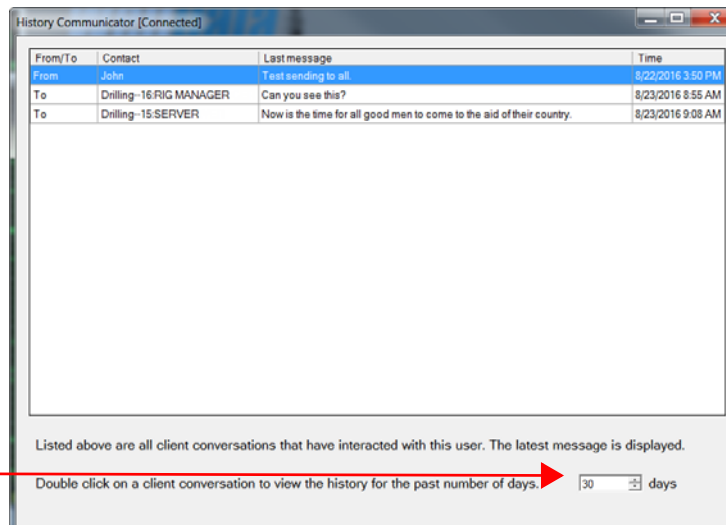 History Communicator [Connected]
From/To Contact Last message Time
From John Test sending to all. 8/22/2016 3:50 PM
To Drilling--16:RIG MANAGER Can you see this? 8/23/2016 8:55 AM
To Drilling--15:SERVER Now is the time for all good men to come to the aid of their country. 8/23/2016 9:08 AM
Listed above are all client conversations that have interacted with this user. The latest message is displayed.
Double click on a client conversation to view the history for the past number of days. 30 days